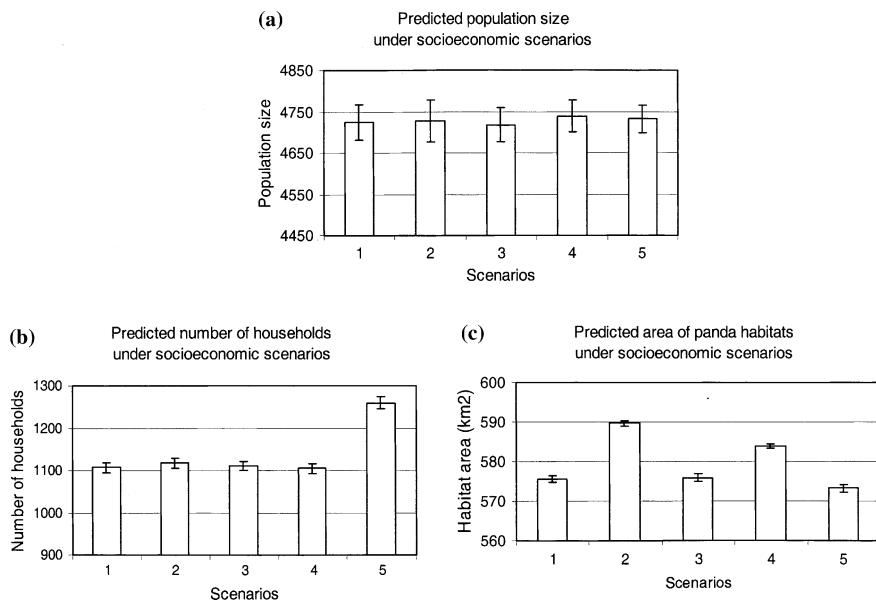 (a)
Predicted population size
under socioeconomic scenarios
4850
4750
4650
4550
4450
Population size
1 2 3 4 5
Scenarios
(b)
Predicted number of households
under socioeconomic scenarios
1300
1200
1100
1000
900
Number of households
1 2 3 4 5
Scenarios
(c)
Predicted area of panda habitats
under socioeconomic scenarios
600
590
580
570
560
Habitat area (km2)
1 2 3 4 5
Scenarios